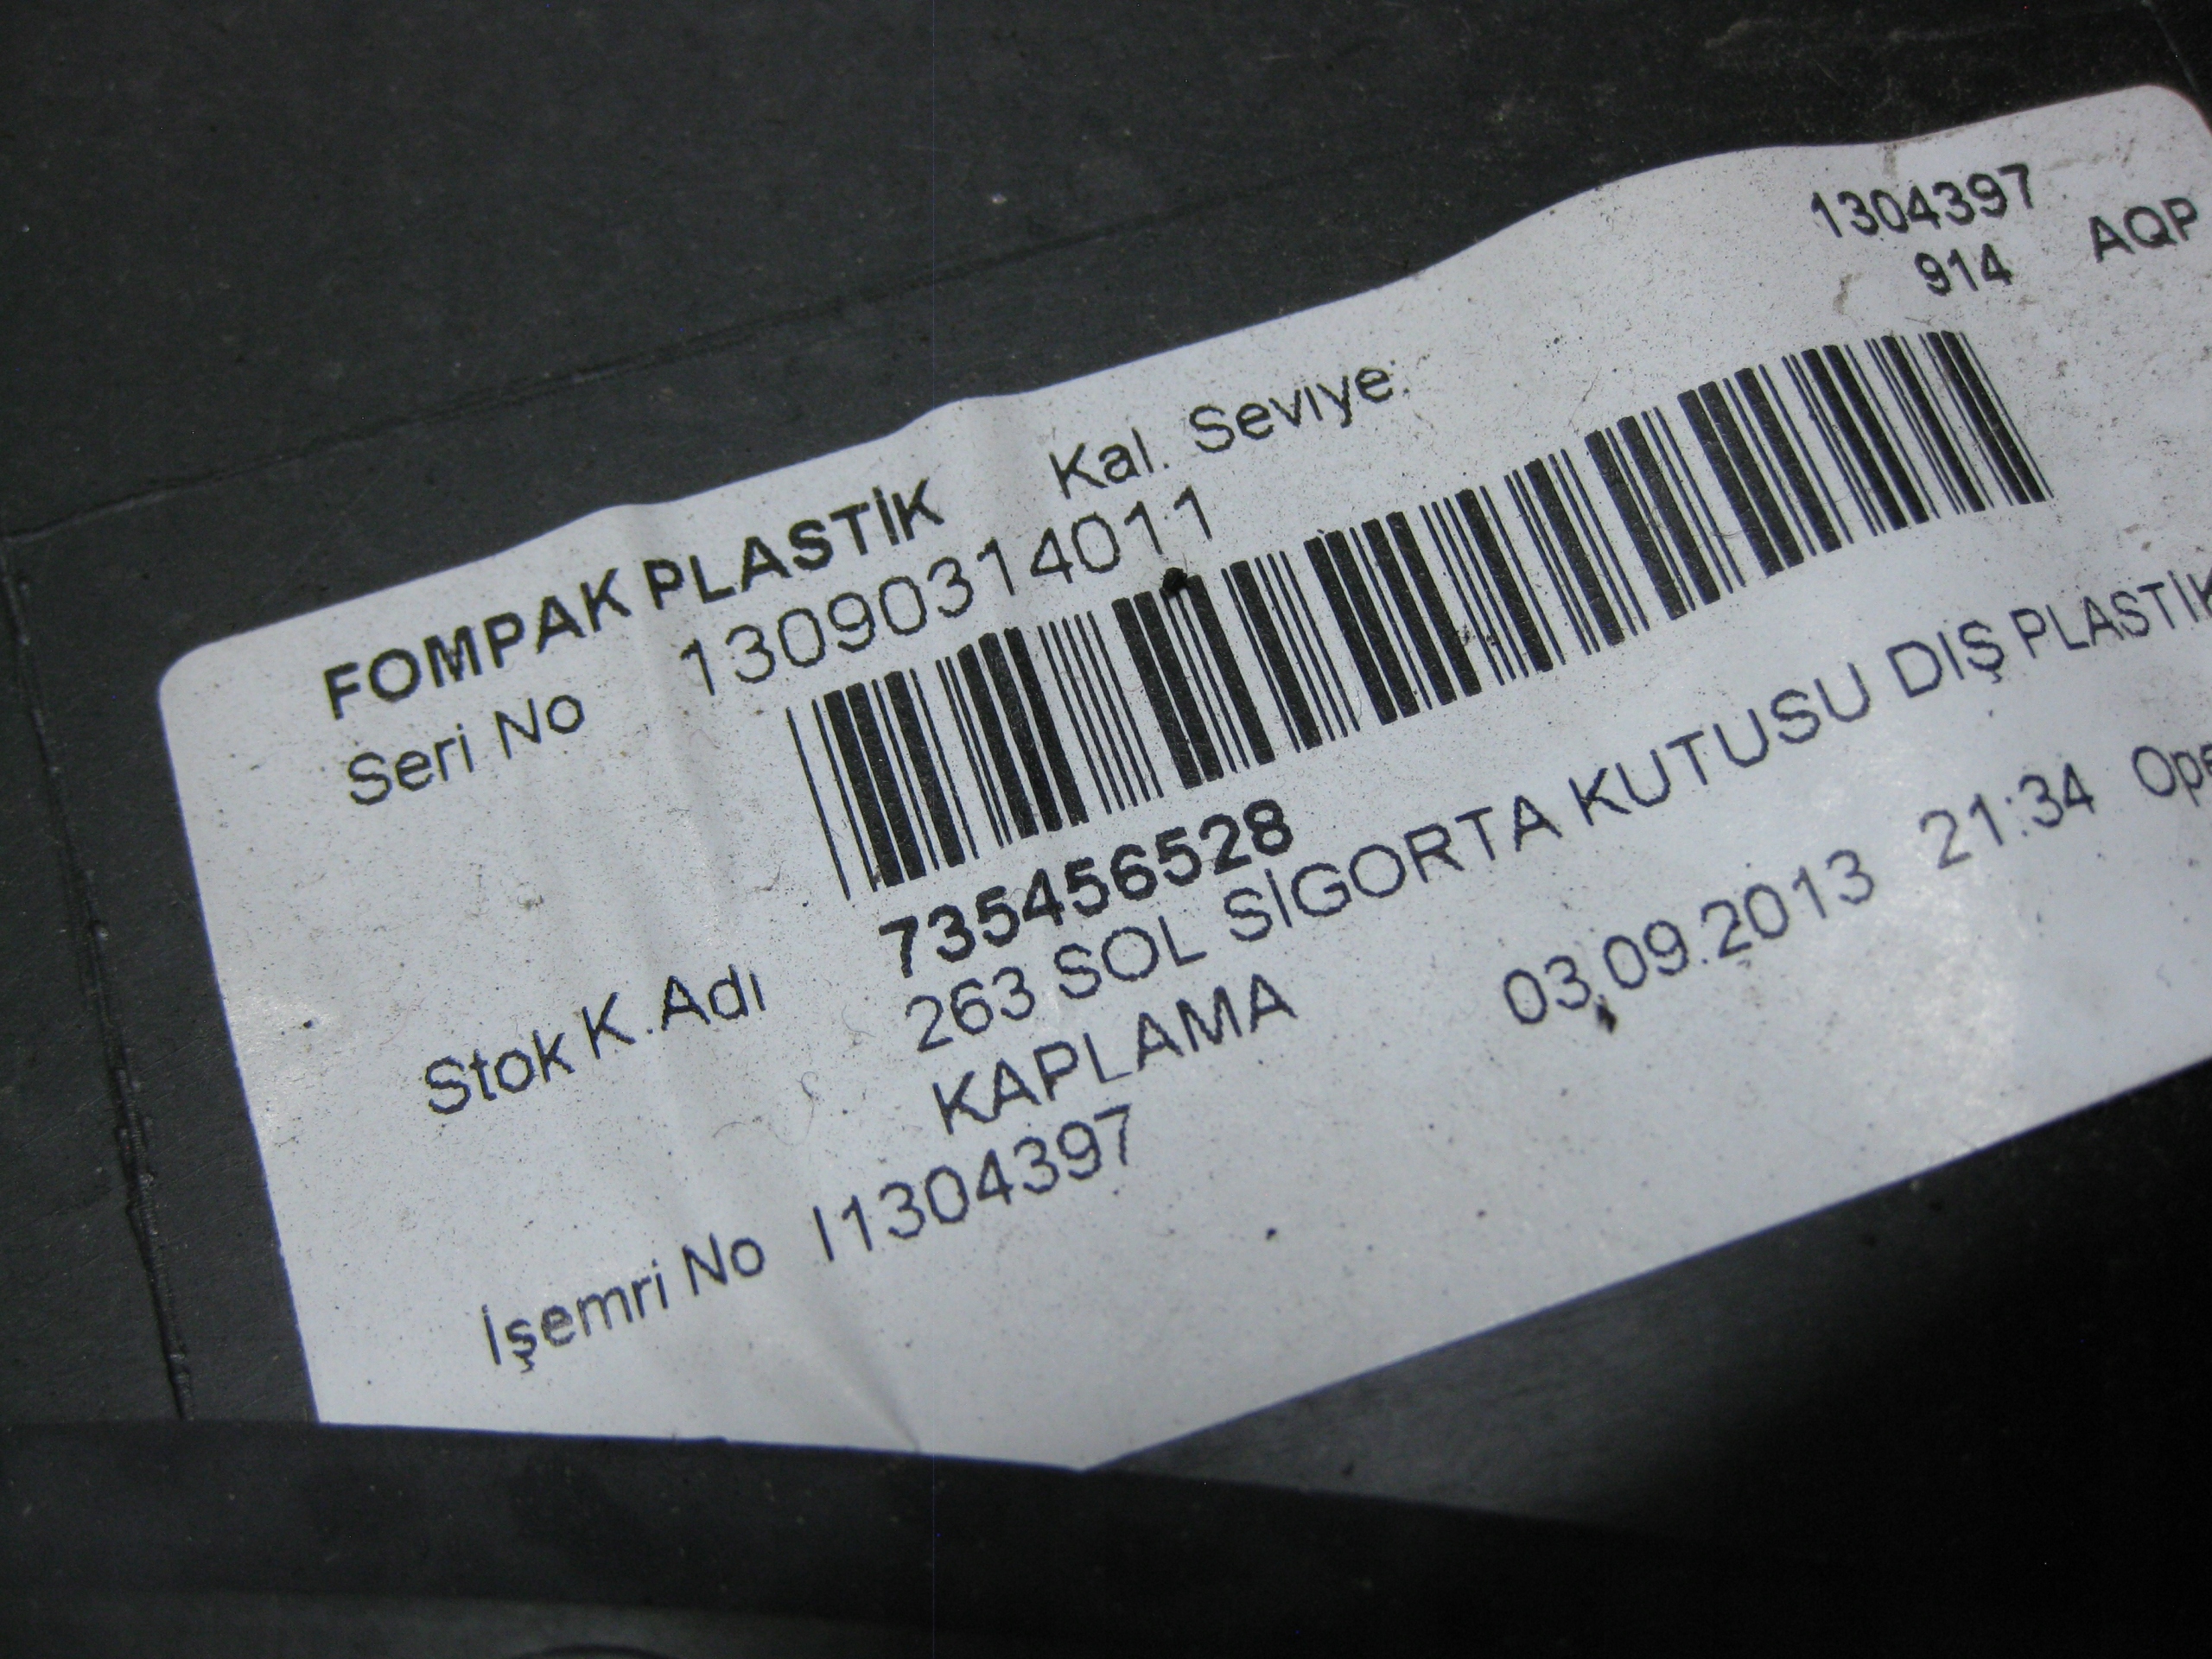 1304397
914 AQP
FOMPAK PLASTİK Kal. Seviye:
Seri No 13090314011
735456528
Stok K.Adı 263 SOL SİGORTA KUTUSU DIŞ PLASTİK
KAPLAMA
İşemri No I1304397 03.09.2013 21:34